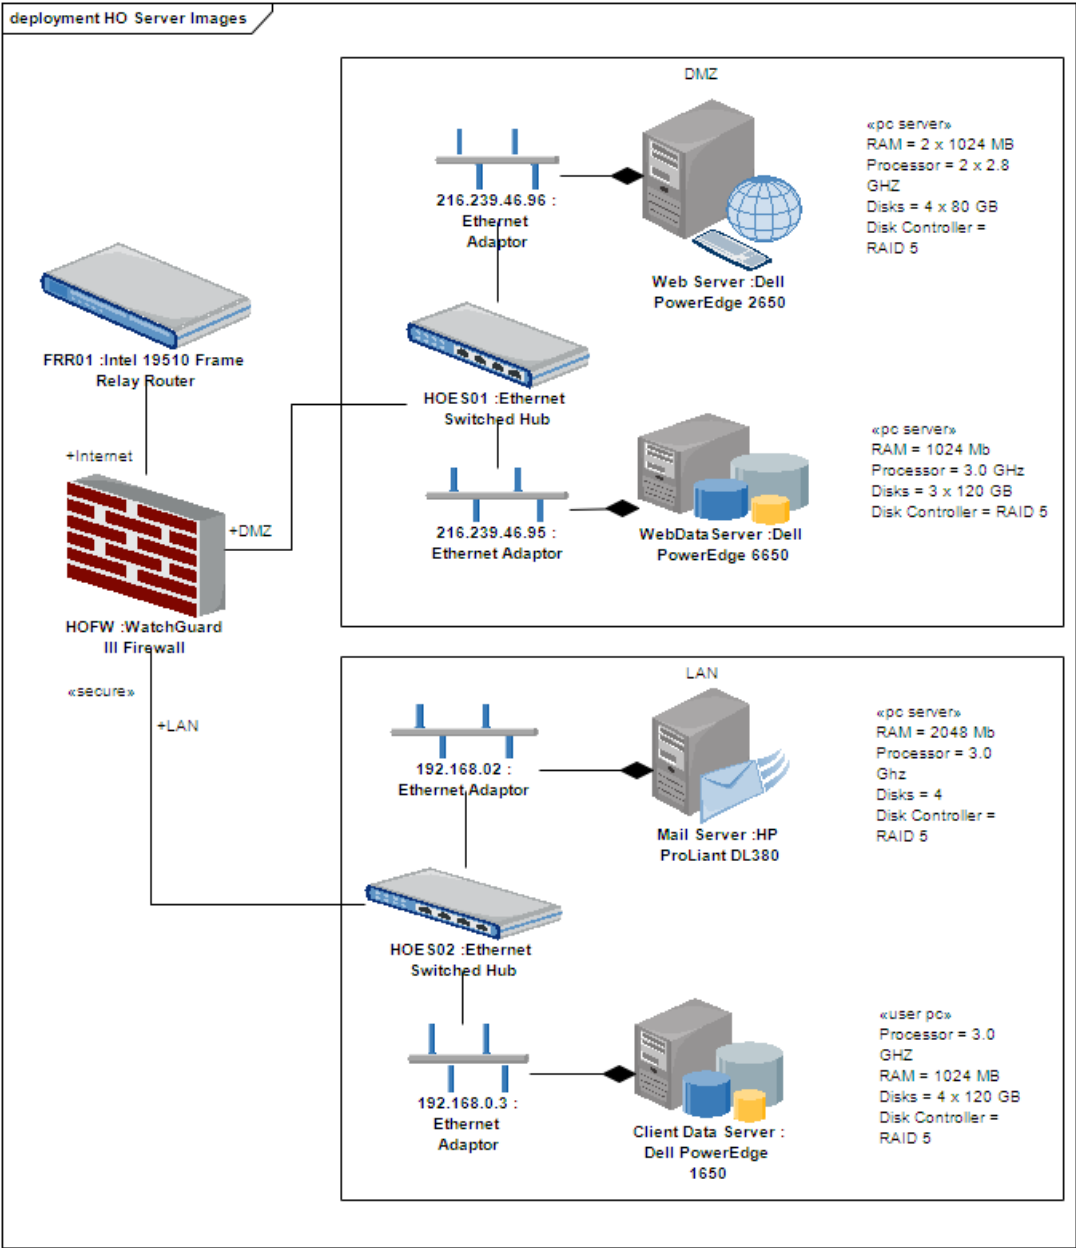 deployment HO Server Images
DMZ
«pc server»
RAM = 2 x 1024 MB
Processor = 2 x 2.8
GHZ
Disks = 4 x 80 GB
Disk Controller =
RAID 5
216.239.46.96 :
Ethernet
Adaptor
Web Server :Dell
PowerEdge 2650
FRR01 :Intel 19510 Frame
Relay Router
HOES01 :Ethernet
Switched Hub
+Internet
«pc server»
RAM = 1024 Mb
Processor = 3.0 GHz
Disks = 3 x 120 GB
Disk Controller = RAID 5
+DMZ
216.239.46.95 :
Ethernet Adaptor
WebDataServer :Dell
PowerEdge 6650
HOFW :WatchGuard
III Firewall
«secure»
+LAN
LAN
«pc server»
RAM = 2048 Mb
Processor = 3.0
Ghz
Disks = 4
Disk Controller =
RAID 5
192.168.02 :
Ethernet Adaptor
Mail Server :HP
ProLiant DL380
HOES02 :Ethernet
Switched Hub
«user pc»
Processor = 3.0
GHZ
RAM = 1024 MB
Disks = 4 x 120 GB
Disk Controller =
RAID 5
192.168.0.3 :
Ethernet
Adaptor
Client Data Server :
Dell PowerEdge
1650